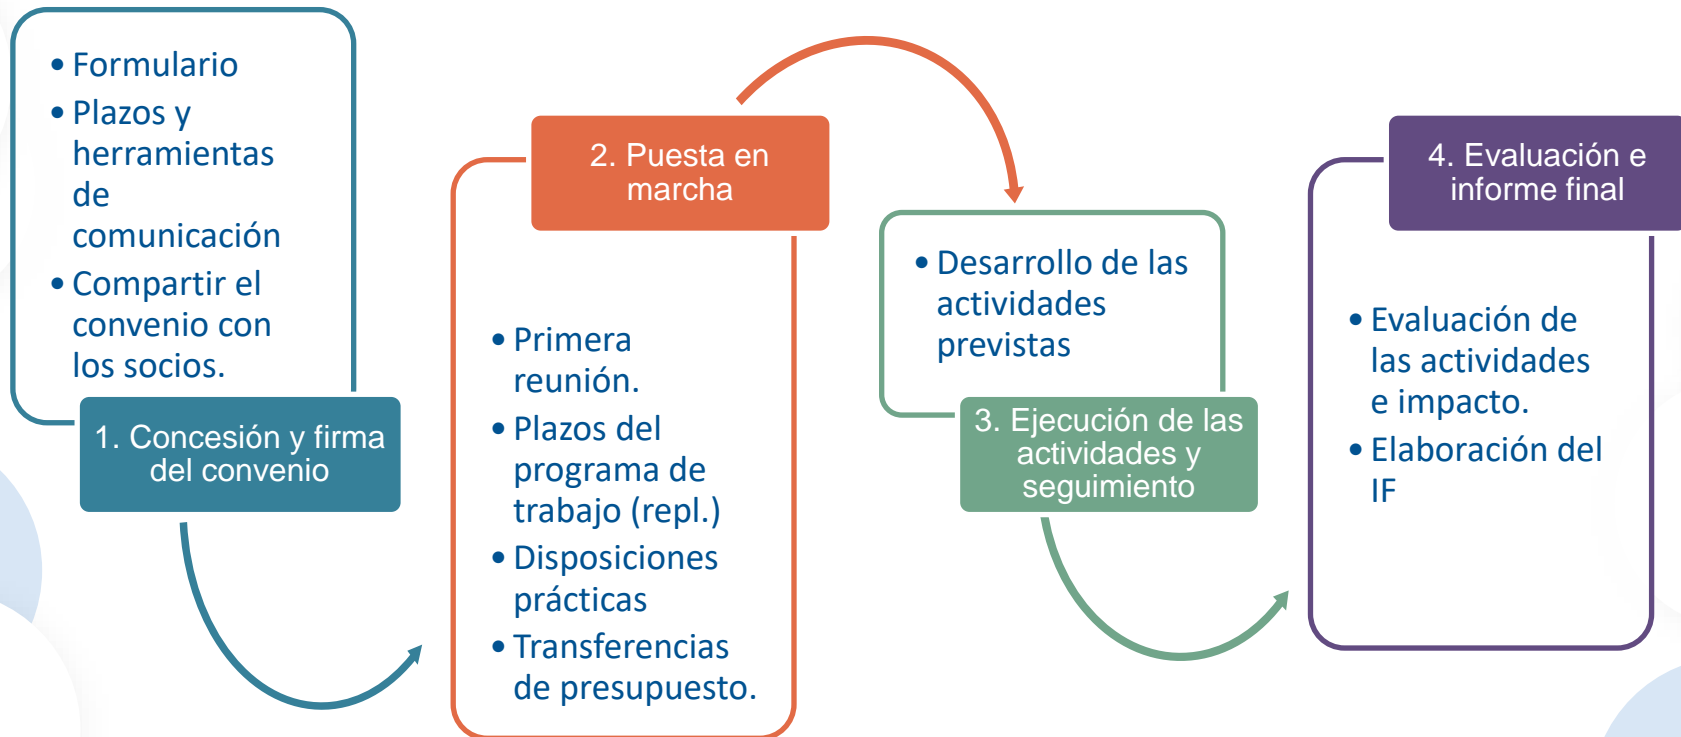 • Formulario
• Plazos y
herramientas
de
comunicación
• Compartir el
convenio con
los socios.
1. Concesión y firma
del convenio
2. Puesta en
marcha
• Primera
reunión.
• Plazos del
programa de
trabajo (repl.)
• Disposiciones
prácticas
• Transferencias
de presupuesto.
• Desarrollo de las
actividades
previstas
3. Ejecución de las
actividades y
seguimiento
4. Evaluación e
informe final
• Evaluación de
las actividades
e impacto.
• Elaboración del
IF